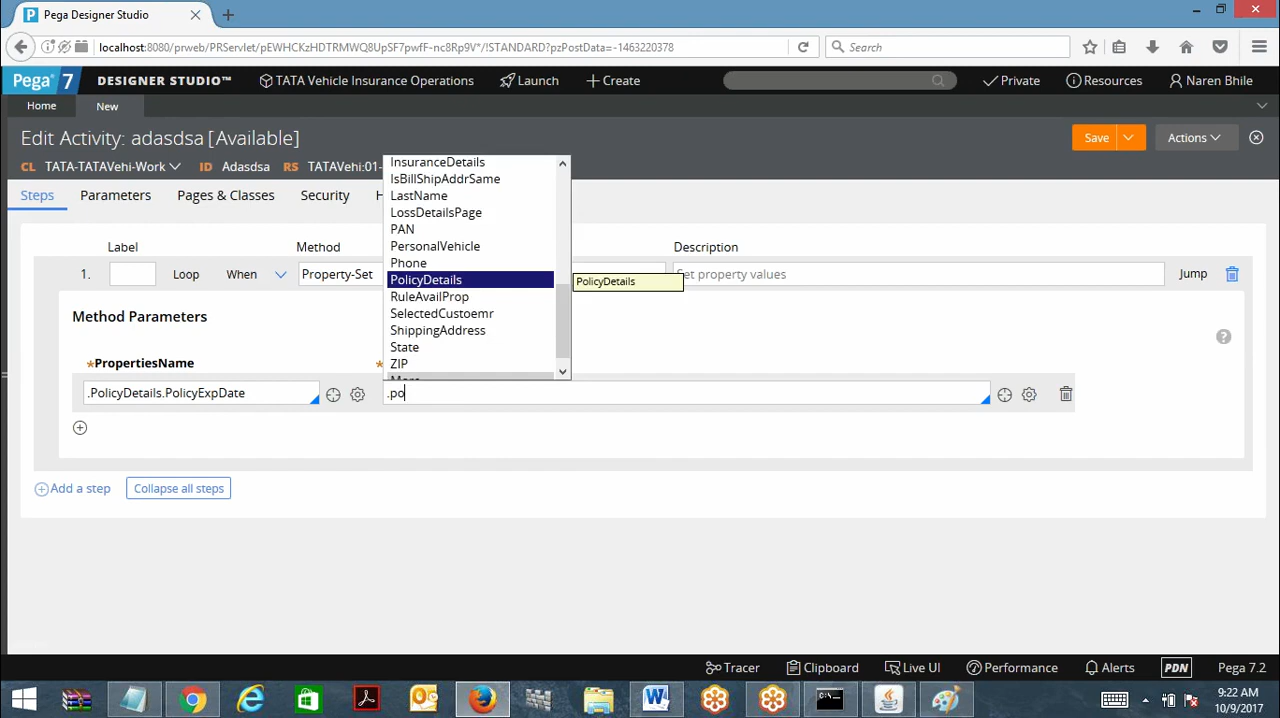 Pega Designer Studio
localhost:8080/prweb/PRServlet/pEWHCKzHDTRMWQ8UpSF7pwfF-nc8Rp9V*/!STANDARD?pzPostData=-1463220378
Search
Pega 7 DESIGNER STUDIO™ TATA Vehicle Insurance Operations Launch Create Private Resources Naren Bhile
Home New
Edit Activity: adasdsa [Available]
Save Actions
CL TATA-TATAVehi-Work ID Adasdsa RS TATAVehi:01-
Steps Parameters Pages & Classes Security H
InsuranceDetails
IsBillShipAddrSame
LastName
LossDetailsPage
PAN
PersonalVehicle
Phone
PolicyDetails
RuleAvailProp
SelectedCustoemr
ShippingAddress
State
ZIP
PolicyDetails
Label Method Description
1. Loop When Property-Set Set property values Jump
Method Parameters
*PropertiesName *
.PolicyDetails.PolicyExpDate .po
Add a step Collapse all steps
Tracer Clipboard Live UI Performance Alerts PDN Pega 7.2
9:22 AM
10/9/2017